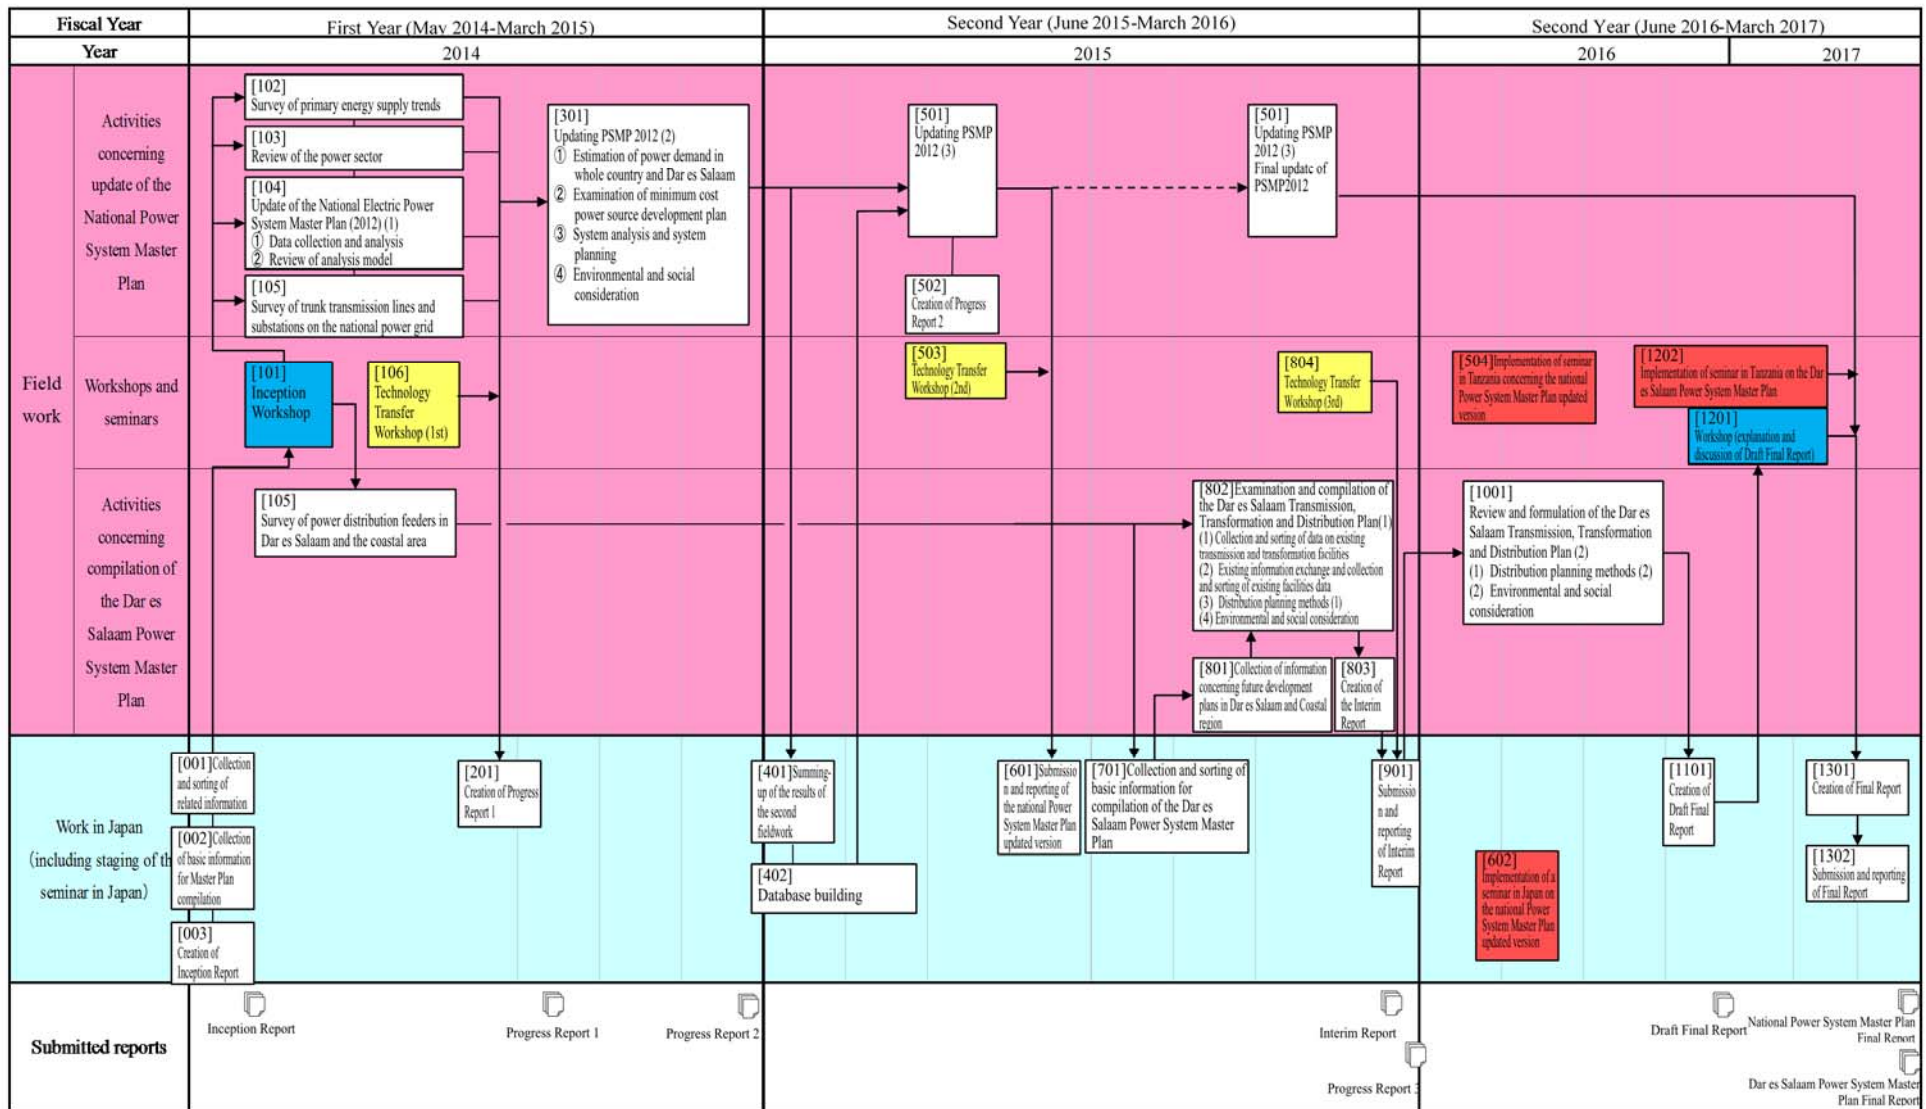 Fiscal Year
First Year (May 2014-March 2015)
Second Year (June 2015-March 2016)
Second Year (June 2016-March 2017)
Year
2014
2015
2016
2017
Field
work
Activities
concerning
update of the
National Power
System Master
Plan
[102]
Survey of primary energy supply trends
[103]
Review of the power sector
[104]
Update of the National Electric Power
System Master Plan (2012) (1)
① Data collection and analysis
② Review of analysis model
[105]
Survey of trunk transmission lines and
substations on the national power grid
[301]
Updating PSMP 2012 (2)
① Estimation of power demand in
whole country and Dar es Salaam
② Examination of minimum cost
power source development plan
③ System analysis and system
planning
④ Environmental and social
consideration
[501]
Updating PSMP
2012 (3)
[502]
Creation of Progress
Report 2
[501]
Updating PSMP
2012 (3)
Final update of
PSMP2012
Workshops and
seminars
[101]
Inception
Workshop
[106]
Technology
Transfer
Workshop (1st)
[503]
Technology Transfer
Workshop (2nd)
[804]
Technology Transfer
Workshop (3rd)
[504]Implementation of seminar
in Tanzania concerning the national
Power System Master Plan updated
version
[1202]
Implementation of seminar in Tanzania on the Dar
es Salaam Power System Master Plan
[1201]
Workshop (explanation and
discussion of Draft Final Report)
Activities
concerning
compilation of
the Dar es
Salaam Power
System Master
Plan
[105]
Survey of power distribution feeders in
Dar es Salaam and the coastal area
[802]Examination and compilation of
the Dar es Salaam Transmission,
Transformation and Distribution Plan(1)
(1) Collection and sorting of data on existing
transmission and transformation facilities
(2) Existing information exchange and collection
and sorting of existing facilities data
(3) Distribution planning methods (1)
(4) Environmental and social consideration
[801]Collection of information
concerning future development
plans in Dar es Salaam and Coastal
region
[803]
Creation of
the Interim
Report
[1001]
Review and formulation of the Dar es
Salaam Transmission, Transformation
and Distribution Plan (2)
(1) Distribution planning methods (2)
(2) Environmental and social
consideration
Work in Japan
(including staging of th
seminar in Japan)
[001]Collection
and sorting of
related information
[002]Collection
of basic information
for Master Plan
compilation
[003]
Creation of
Inception Report
[201]
Creation of Progress
Report 1
[401]Summing-
up of the results of
the second
fieldwork
[402]
Database building
[601]Submissio
n and reporting of
the national Power
System Master Plan
updated version
[701]Collection and sorting of
basic information for
compilation of the Dar es
Salaam Power System Master
Plan
[901]
Submissio
n and
reporting
of Interim
Report
[602]
Implementation of a
seminar in Japan on
the national Power
System Master Plan
updated version
[1101]
Creation of
Draft Final
Report
[1301]
Creation of Final Report
[1302]
Submission and reporting
of Final Report
Submitted reports
Inception Report
Progress Report 1
Progress Report 2
Interim Report
Progress Report 3
Draft Final Report
National Power System Master Plan
Final Report
Dar es Salaam Power System Master
Plan Final Report